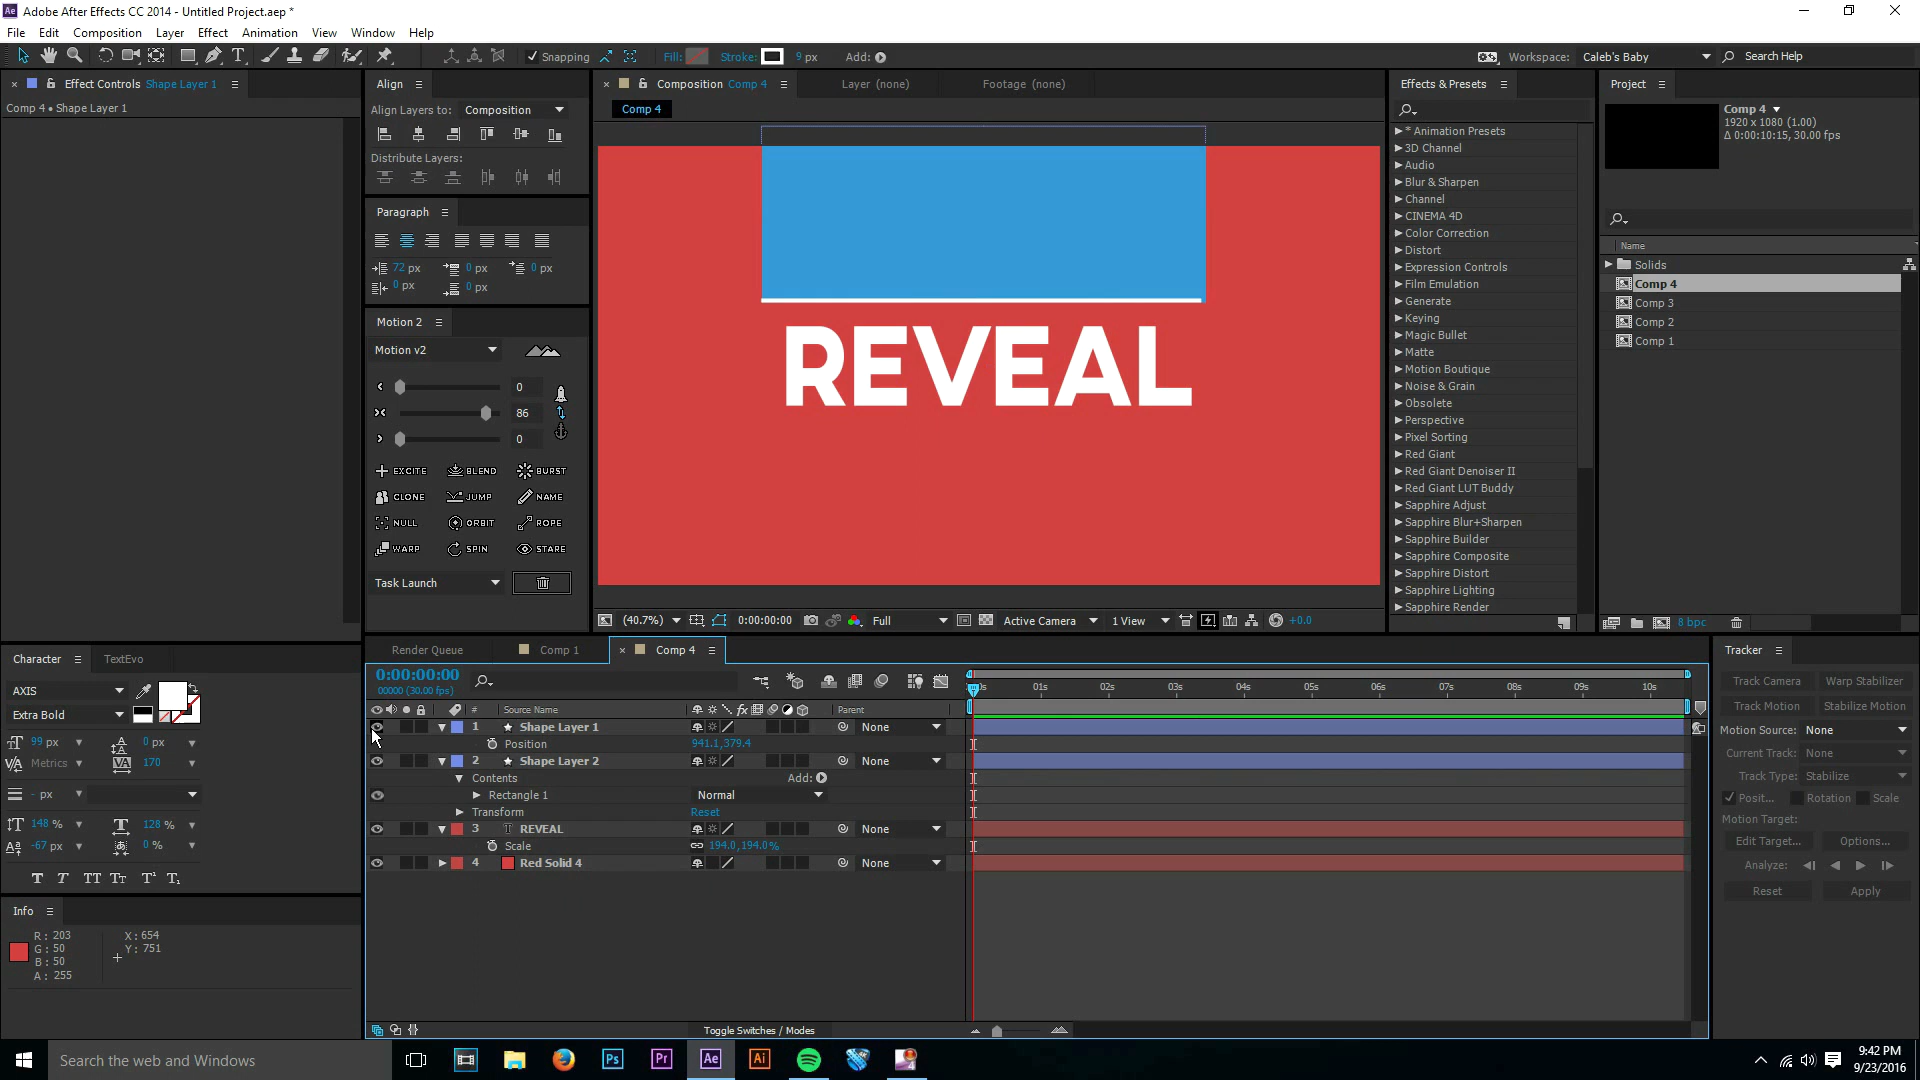 Adobe After Effects CC 2014 - Untitled Project.aep *
File Edit Composition Layer Effect Animation View Window Help
Snapping Fill: Stroke: 9 px Add: Workspace: Caleb's Baby Search Help
Effect Controls Shape Layer 1
Comp 4 • Shape Layer 1
Align
Align Layers to: Composition
Distribute Layers:
Paragraph
72 px 0 px 0 px
0 px 0 px
Motion 2
Motion v2
0
86
0
EXCITE BLEND BURST
CLONE JUMP NAME
NULL ORBIT ROPE
WARP SPIN STARE
Task Launch
Composition Comp 4 Layer (none) Footage (none)
Comp 4
REVEAL
(40.7%) 0:00:00:00 Full Active Camera 1 View +0.0
Effects & Presets
* Animation Presets
3D Channel
Audio
Blur & Sharpen
Channel
CINEMA 4D
Color Correction
Distort
Expression Controls
Film Emulation
Generate
Keying
Magic Bullet
Matte
Motion Boutique
Noise & Grain
Obsolete
Perspective
Pixel Sorting
Red Giant
Red Giant Denoiser II
Red Giant LUT Buddy
Sapphire Adjust
Sapphire Blur+Sharpen
Sapphire Builder
Sapphire Composite
Sapphire Distort
Sapphire Lighting
Sapphire Render
Project
Comp 4
1920 x 1080 (1.00)
Δ 0:00:10:15, 30.00 fps
Name
Solids
Comp 4
Comp 3
Comp 2
Comp 1
8 bpc
Character TextEvo
AXIS
Extra Bold
99 px 0 px
Metrics 170
- px
148 % 128 %
-67 px 0 %
T T TT TT T¹ T₁
Info
R: 203 X: 654
G: 50 Y: 751
B: 50
A: 255
Render Queue Comp 1 Comp 4
0:00:00:00
00000 (30.00 fps)
# Source Name Parent
1 Shape Layer 1 None
Position 941.1,379.4
2 Shape Layer 2 None
Contents Add:
Rectangle 1 Normal
Transform Reset
3 T REVEAL None
Scale 194.0,194.0%
4 Red Solid 4 None
01s 02s 03s 04s 05s 06s 07s 08s 09s 10s
Toggle Switches / Modes
Tracker
Track Camera Warp Stabilizer
Track Motion Stabilize Motion
Motion Source: None
Current Track: None
Track Type: Stabilize
Posit... Rotation Scale
Motion Target:
Edit Target... Options...
Analyze:
Reset Apply
Search the web and Windows
Ps Pr Ae Ai
9:42 PM
9/23/2016